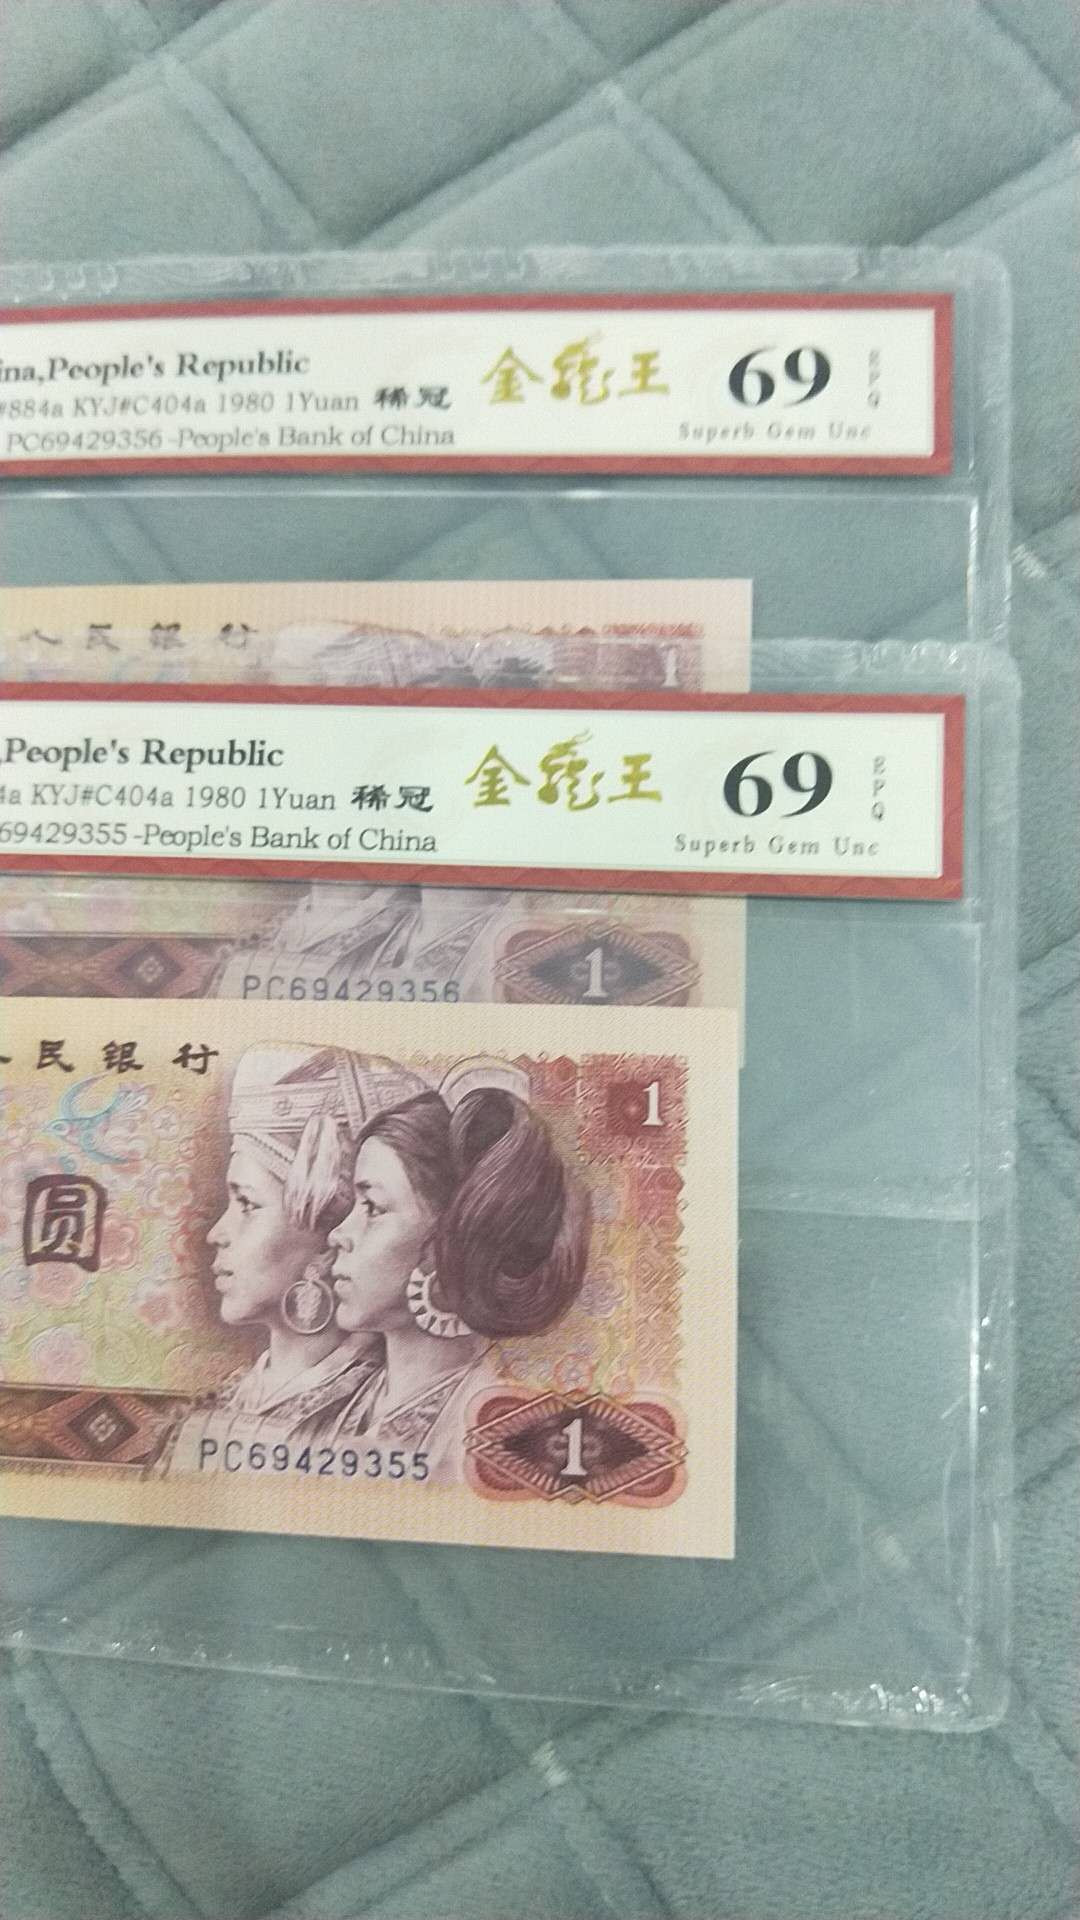 ina,People's Republic
#884a KYJ#C404a 1980 1Yuan 稀冠
PC69429356-People's Bank of China
金龍王
69
EPQ
Superb Gem Unc
人民银行
1
,People's Republic
4a KYJ#C404a 1980 1Yuan 稀冠
69429355-People's Bank of China
金龍王
69
EPQ
Superb Gem Unc
PC69429356
1
人民银行
1
圆
PC69429355
1